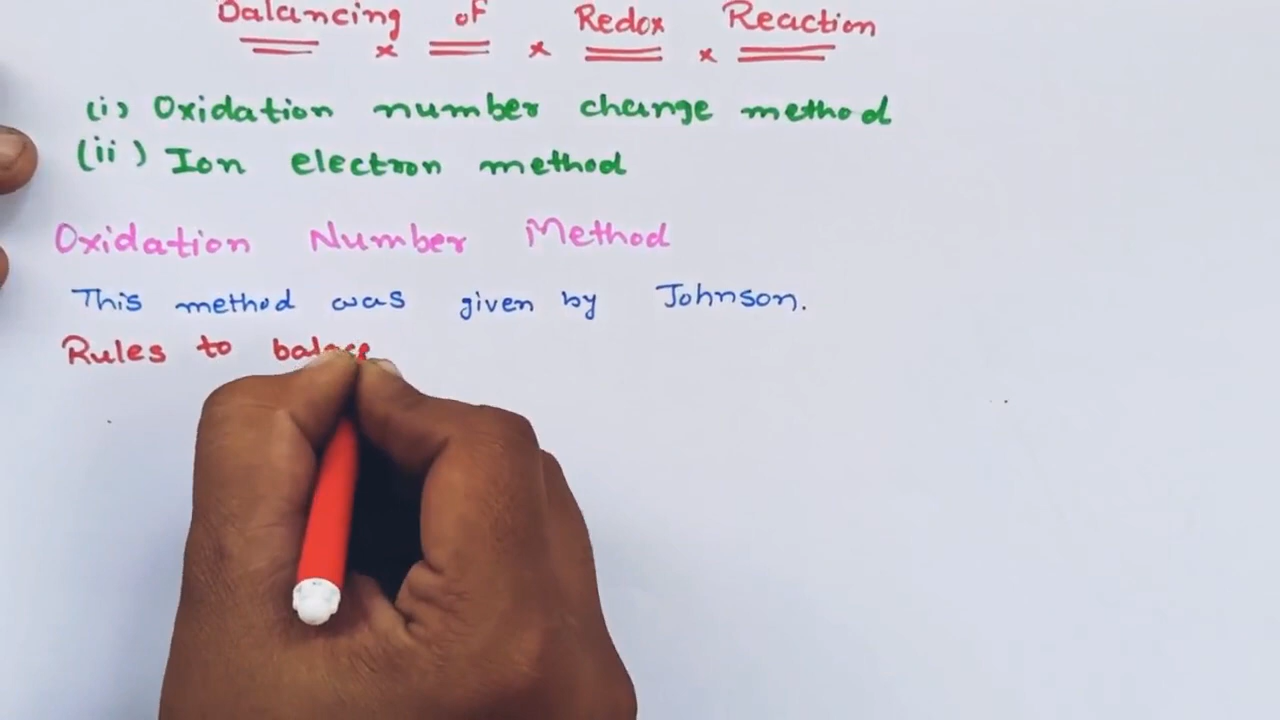 Balancing of Redox Reaction
(i) Oxidation number change method
(ii) Ion electron method
Oxidation Number Method
This method was given by Johnson.
Rules to